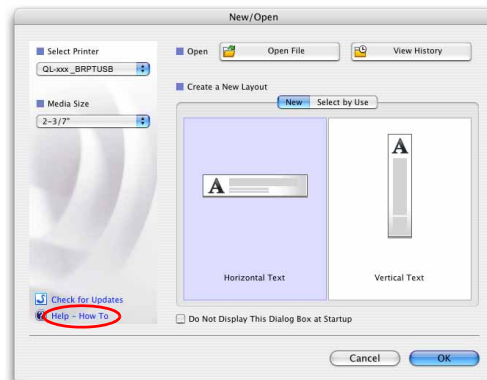 New/Open
Select Printer
QL-xxx_BRPTUSB
Media Size
2-3/7"
Check for Updates
Help - How To
Open
Open File
View History
Create a New Layout
New
Select by Use
A
Horizontal Text
A
Vertical Text
Do Not Display This Dialog Box at Startup
Cancel
OK